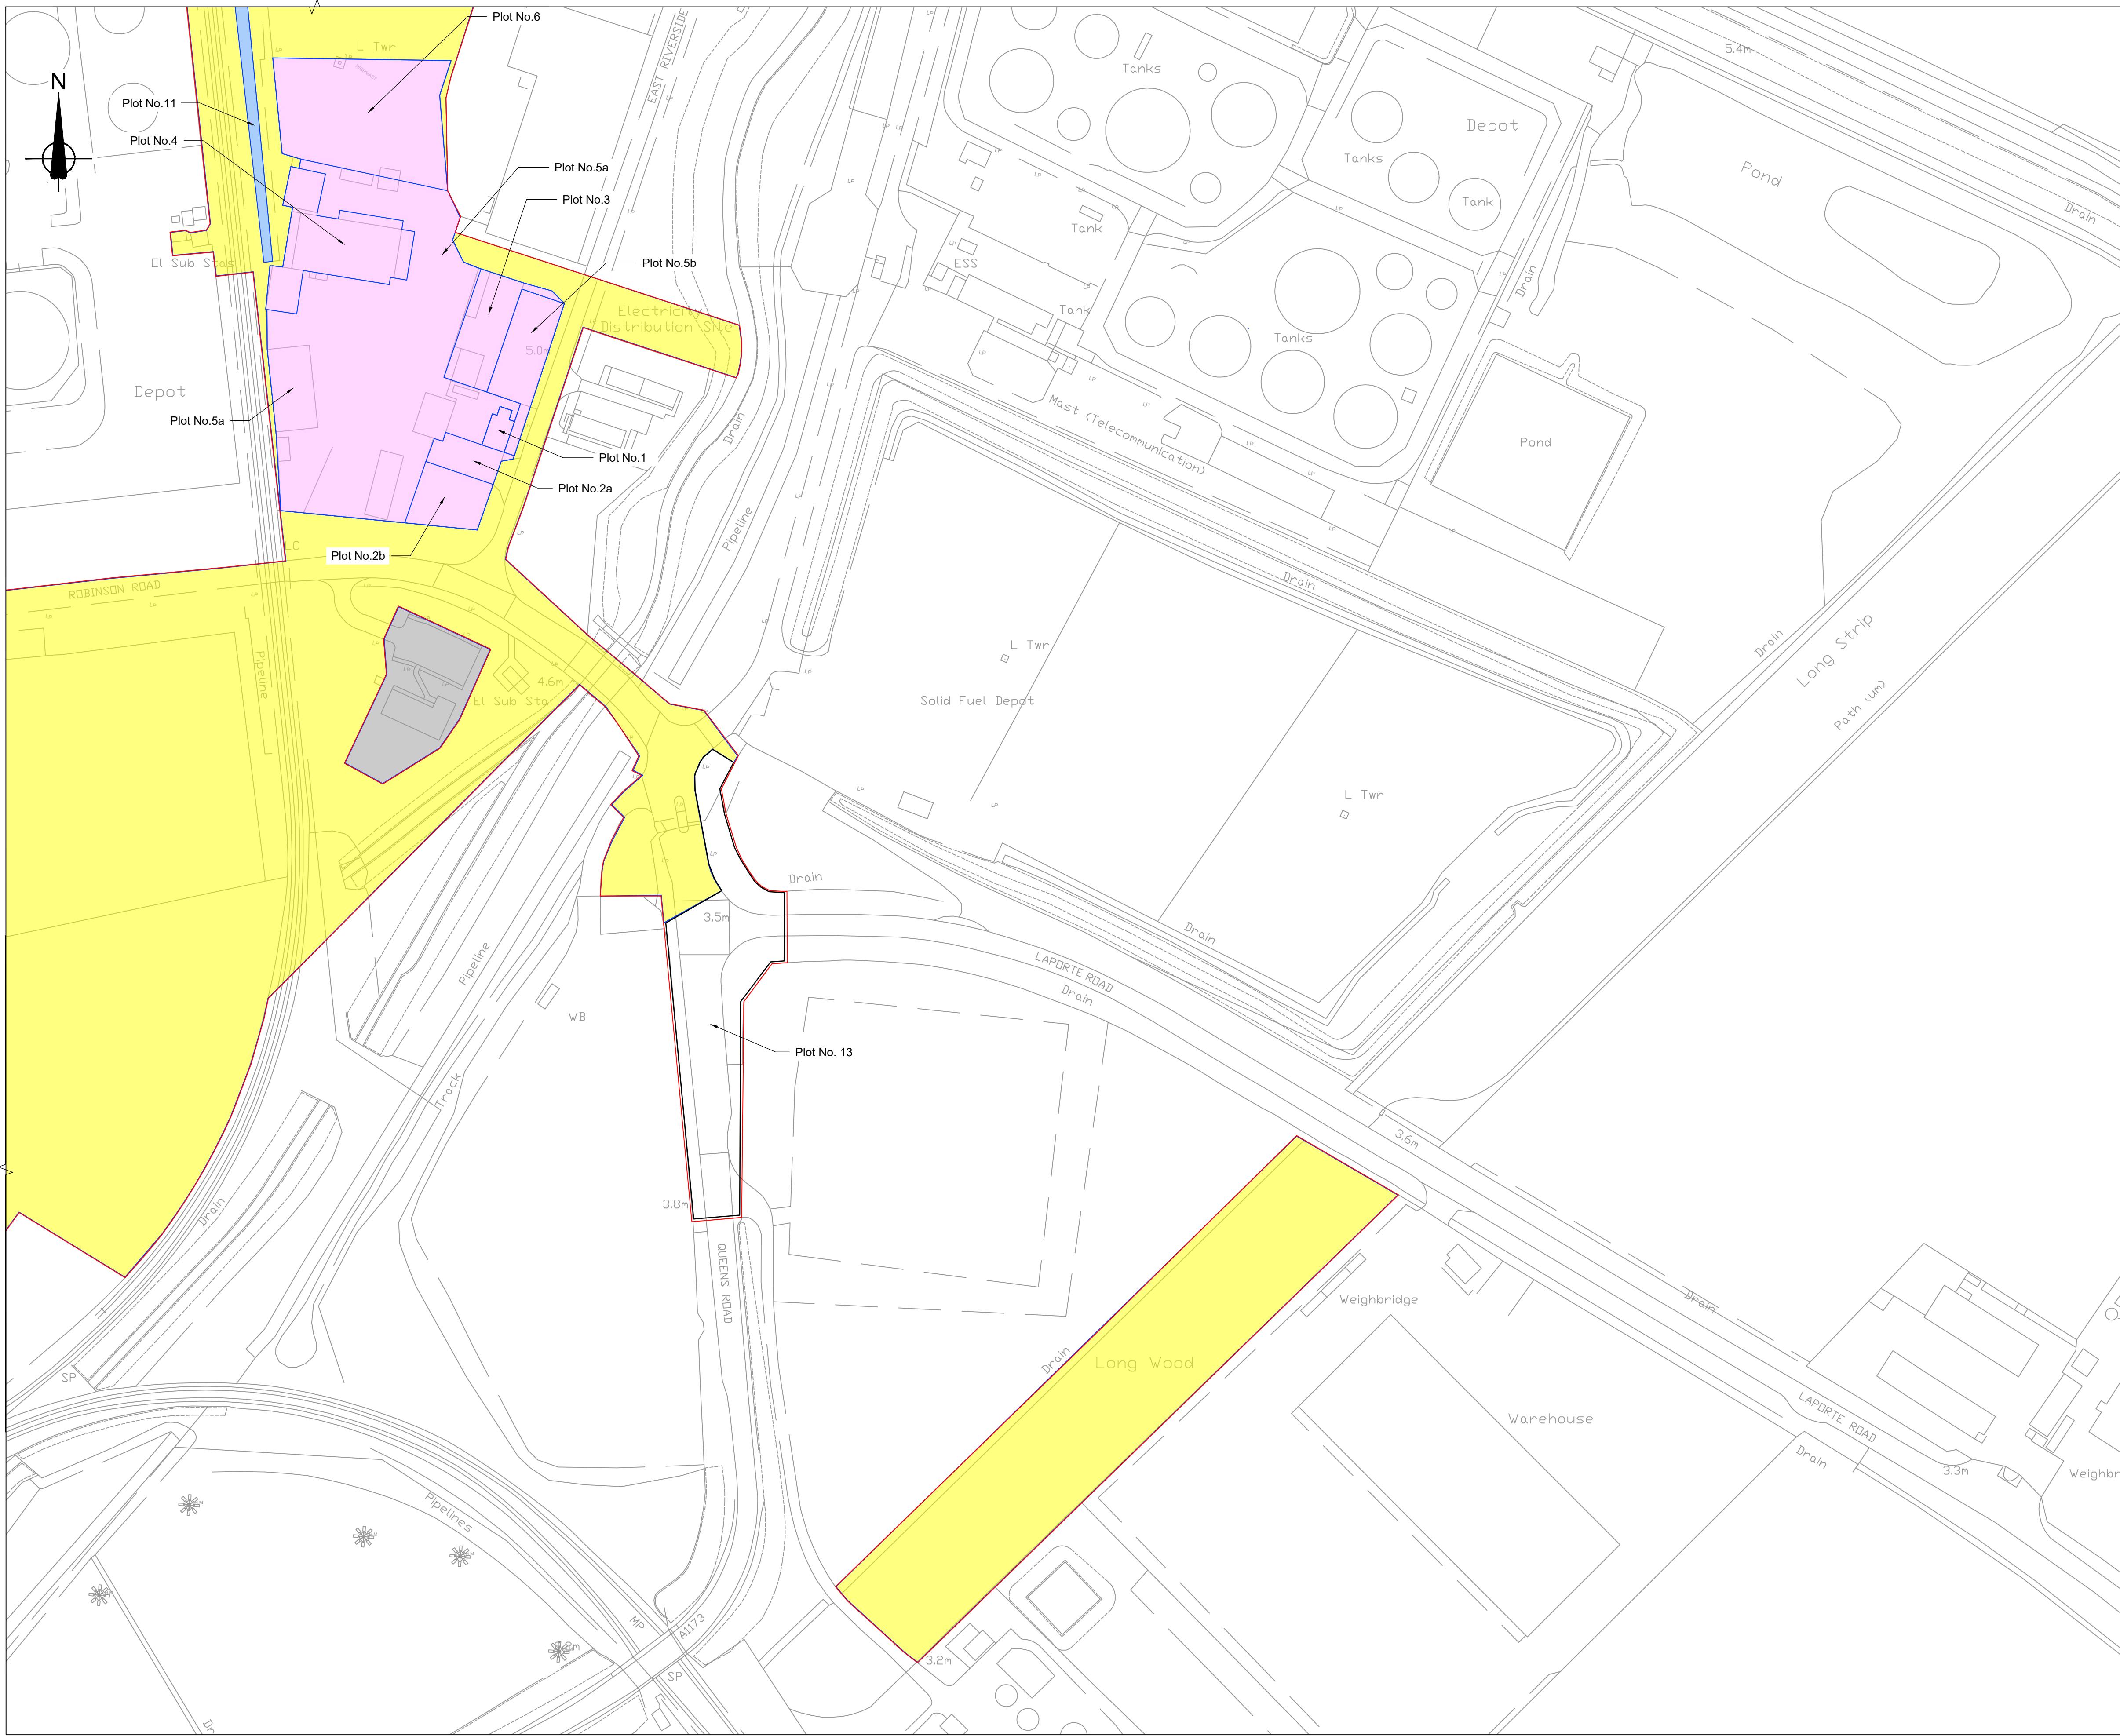 Plot No.6
L Twr
EAST RIVERSIDE
5.4m
N
Plot No.11
Plot No.4
Plot No.5a
Plot No.3
Plot No.5b
El Sub Stas
Electricity
Distribution Site
5.0m
Depot
Plot No.5a
Plot No.1
Plot No.2a
Plot No.2b
LC
Drain
Pipeline
Tanks
Depot
Tanks
Tank
Tank
ESS
Tank
Tanks
Drain
Pond
Drain
Mast (Telecommunication)
Pond
ROBINSON ROAD
LP
Pipeline
4.6m
El Sub Sta
Drain
L Twr
Solid Fuel Depot
Drain
Long Strip
Path (um)
L Twr
Drain
3.5m
Drain
Pipeline
LAPORTE ROAD
Drain
WB
Plot No. 13
Track
3.6m
Drain
3.8m
QUEENS ROAD
Weighbridge
Drain
Drain
Long Wood
SP
Warehouse
LAPORTE ROAD
Drain
3.3m
Weighbr
Pipelines
MP
A1173
SP
3.2m
Dr